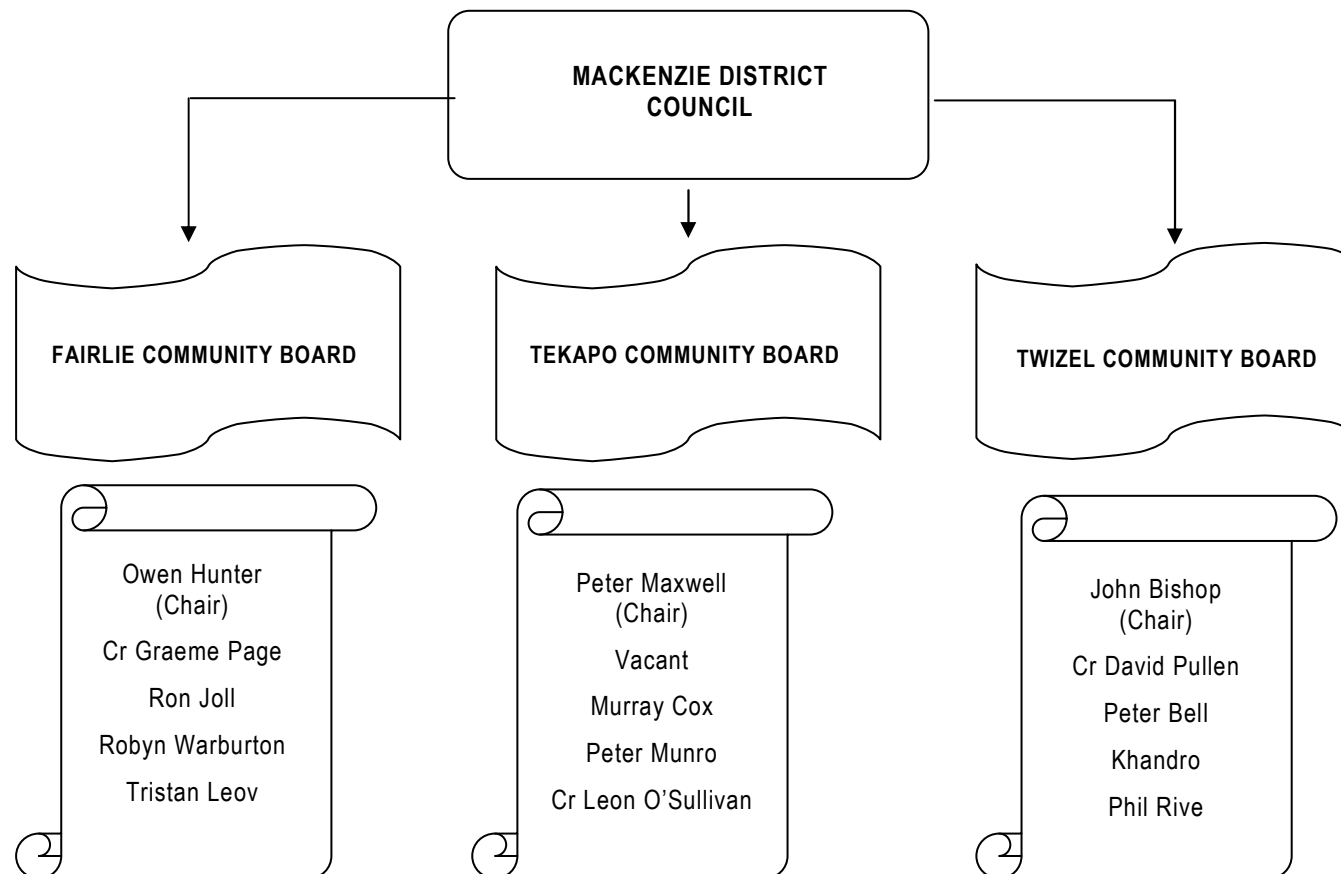 MACKENZIE DISTRICT
COUNCIL
FAIRLIE COMMUNITY BOARD
TEKAPO COMMUNITY BOARD
TWIZEL COMMUNITY BOARD
Owen Hunter
(Chair)
Cr Graeme Page
Ron Joll
Robyn Warburton
Tristan Leov
Peter Maxwell
(Chair)
Vacant
Murray Cox
Peter Munro
Cr Leon O’Sullivan
John Bishop
(Chair)
Cr David Pullen
Peter Bell
Khandro
Phil Rive